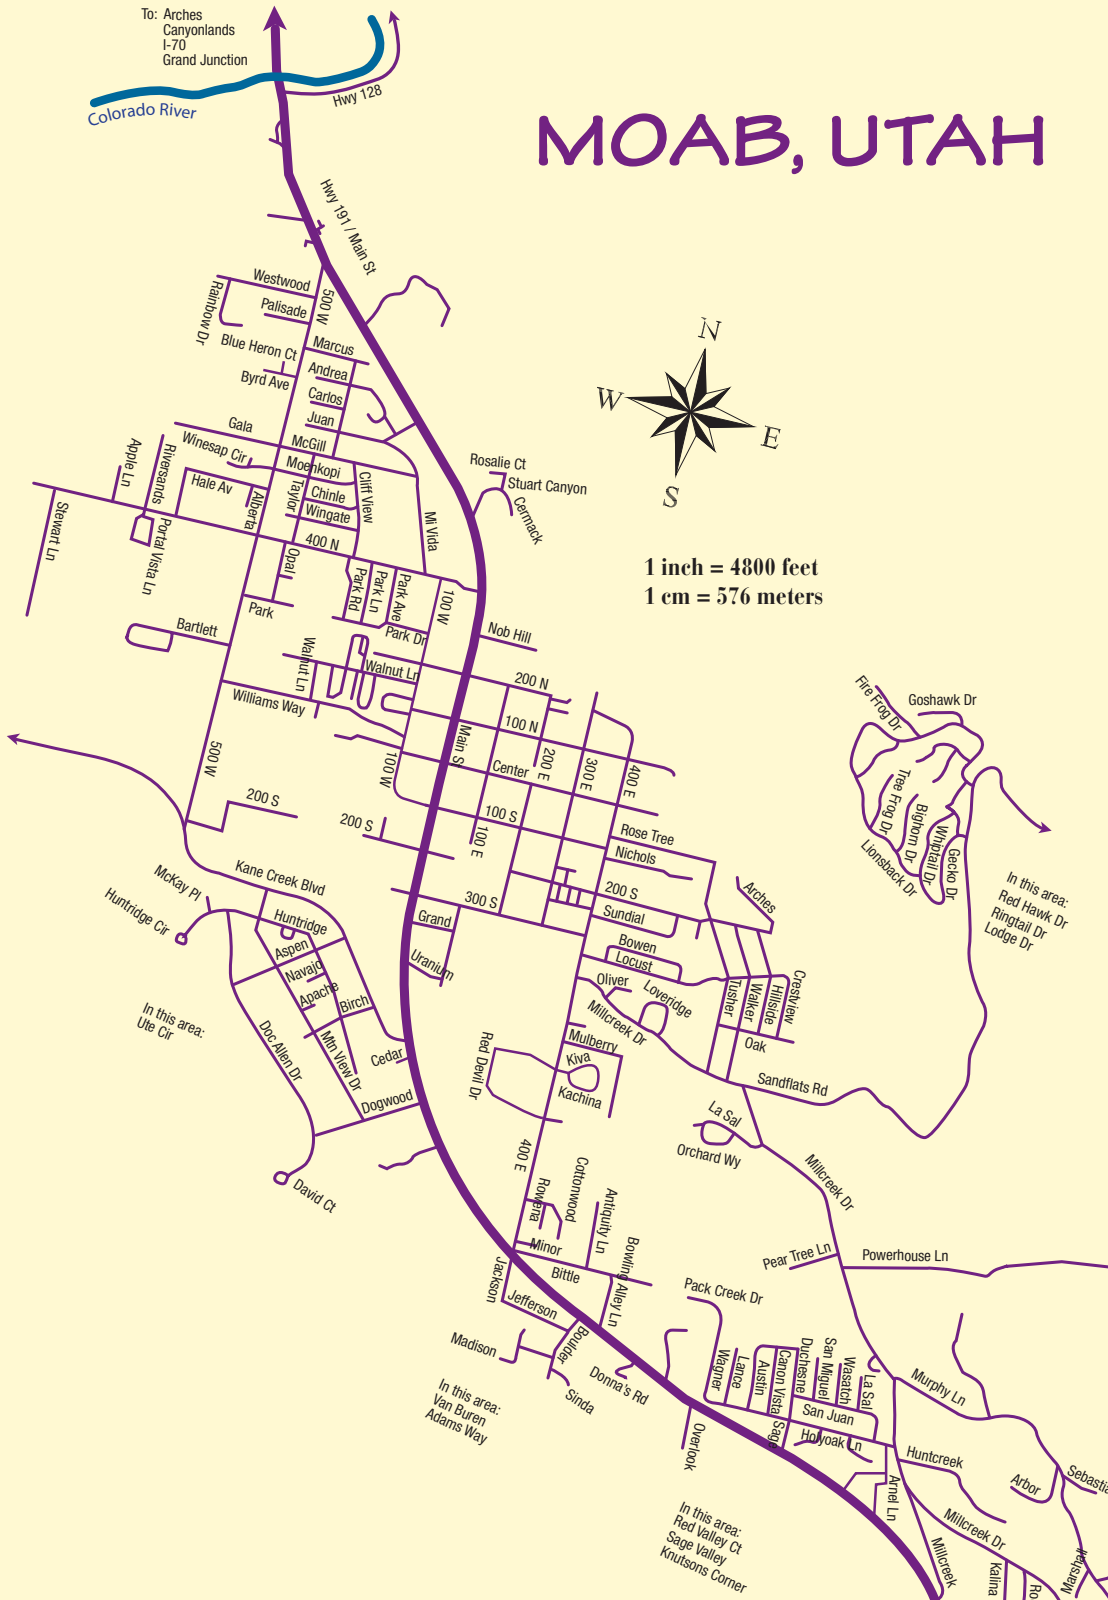 To: Arches
Canyonlands
I-70
Grand Junction
Colorado River
Hwy 128
MOAB, UTAH
Hwy 191 / Main St
Westwood
Rainbow Dr
500 W
Palisade
Blue Heron Ct
Marcus
Byrd Ave
Andrea
Carlos
Juan
Gala
McGill
Winesap Cir
Apple Ln
Riversands
Moenkopi
Hale Av
Alberta
Taylor
Chinle
Wingate
Cliff View
Mi Vida
400 N
Stewart Ln
Portal Vista Ln
Opal
Rosalie Ct
Stuart Canyon
Cermack
N
W
E
S
1 inch = 4800 feet
1 cm = 576 meters
Park Rd
Park Ln
Park Ave
100 W
Park
Park Dr
Nob Hill
Bartlett
Walnut Ln
Walnut Ln
200 N
Williams Way
100 N
Main St
500 W
100 W
Center
200 E
300 E
400 E
Fire Frog Dr
Goshawk Dr
Tree Frog Dr
Bighorn Dr
Whiptail Dr
Gecko Dr
Lionsback Dr
In this area:
Red Hawk Dr
Ringtail Dr
Lodge Dr
200 S
200 S
100 S
100 E
Rose Tree
Nichols
200 S
Arches
Kane Creek Blvd
McKay Pl
Huntridge Cir
Huntridge
300 S
Grand
Sundial
Aspen
Bowen
Navajo
Uranium
Locust
Oliver
Apache
Birch
Loveridge
Millcreek Dr
Tusher
Walker
Hillside
Crestview
Oak
In this area:
Ute Cir
Doc Allen Dr
Mtn View Dr
Cedar
Red Devil Dr
Mulberry
Kiva
Kachina
Dogwood
Sandflats Rd
La Sal
Orchard Wy
David Ct
400 E
Millcreek Dr
Cottonwood
Rowena
Antiquity Ln
Minor
Bittle
Bowling Alley Ln
Pear Tree Ln
Powerhouse Ln
Jackson
Jefferson
Pack Creek Dr
Madison
Boulder
Donna's Rd
Sinda
In this area:
Van Buren
Adams Way
Wagner
Lance
Austin
Canon Vista
Duchesne
San Miguel
Wasatch
La Sal
San Juan
Murphy Ln
Sage
Holyoak Ln
Overlook
Huntcreek
Arbor
Sebastia
Arnel Ln
Millcreek Dr
In this area:
Red Valley Ct
Sage Valley
Knutsons Corner
Millcreek
Kalina
Ro
Marshall